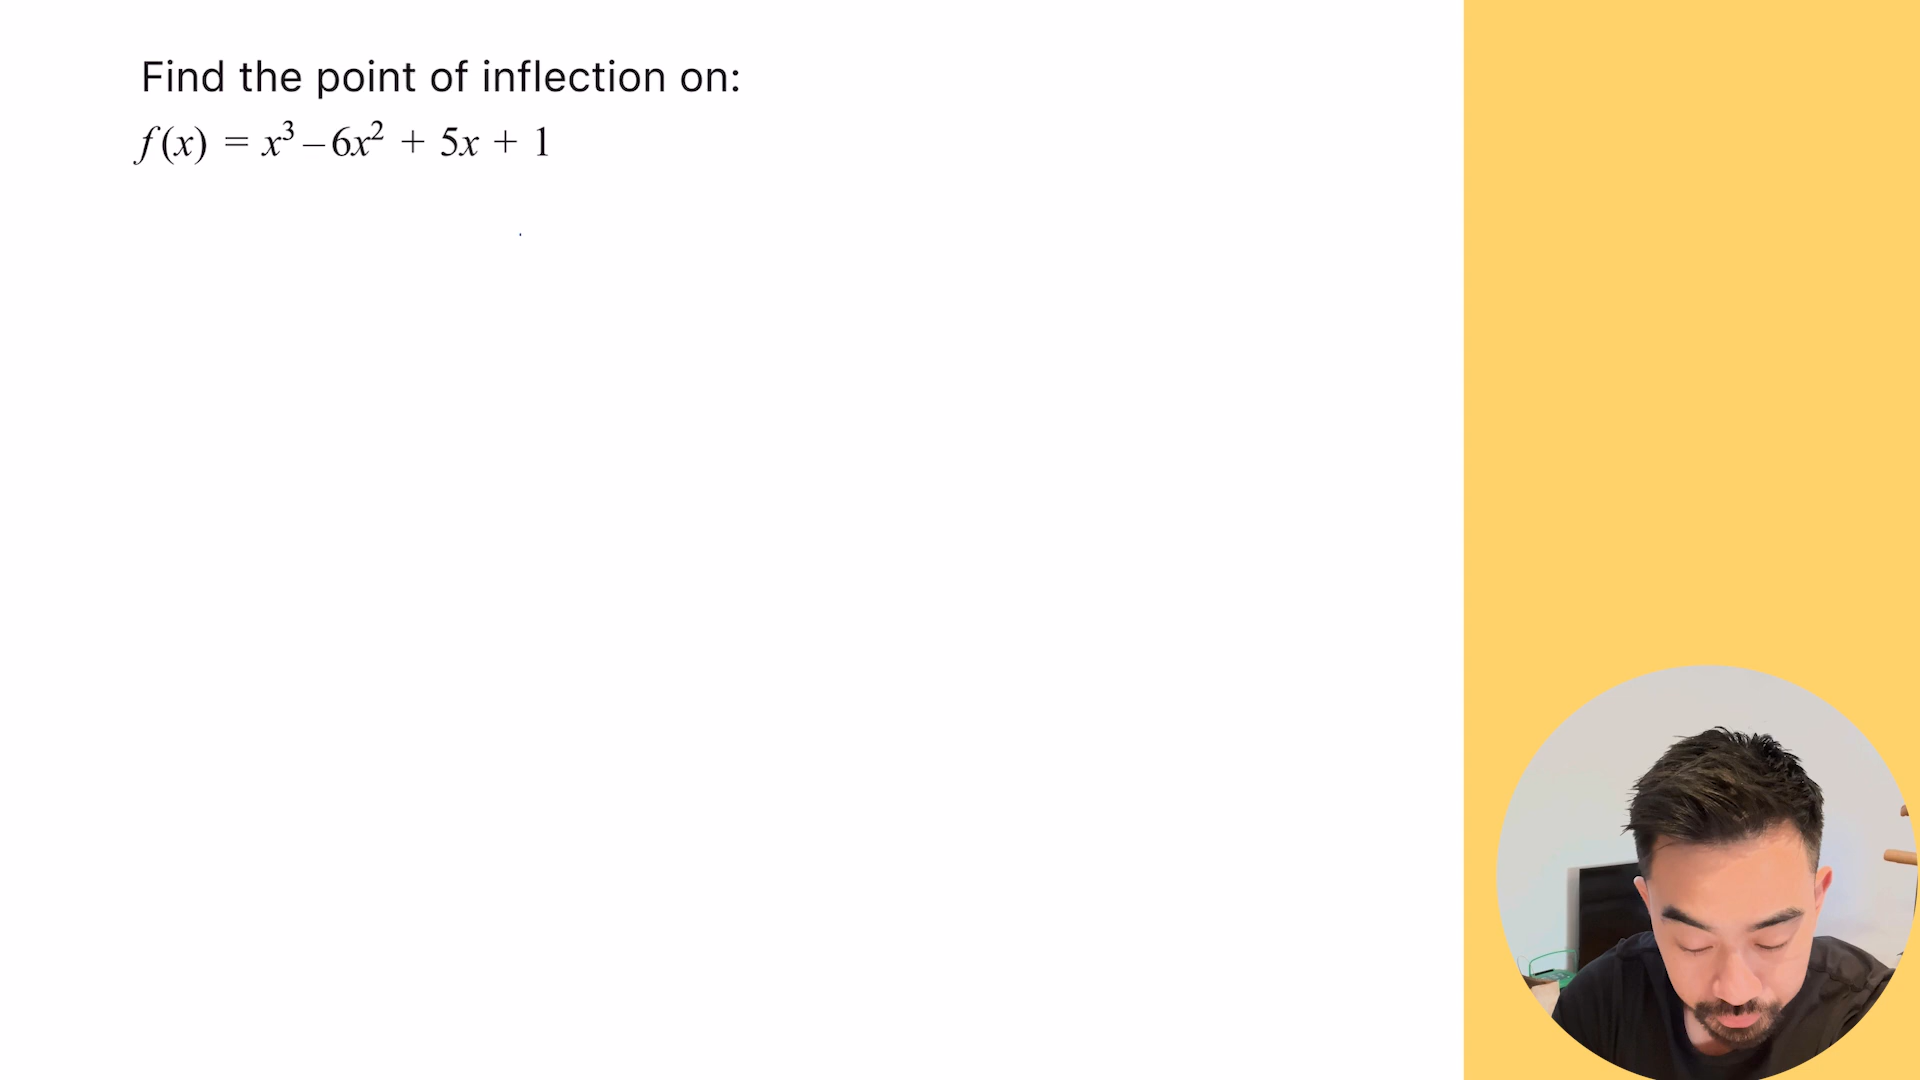 Find the point of inflection on:
f(x) = x³ – 6x² + 5x + 1